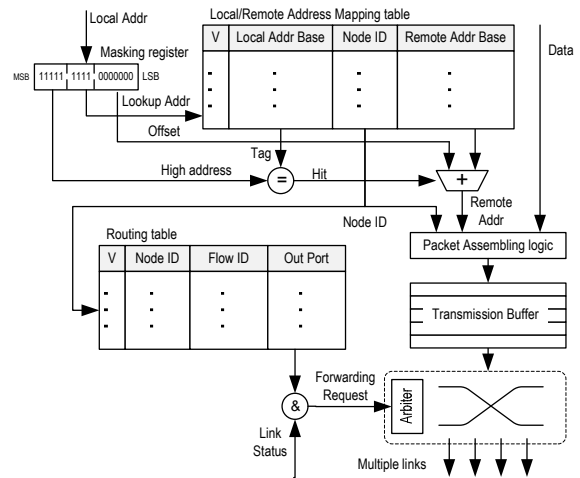 Local Addr
Local/Remote Address Mapping table
Masking register
V Local Addr Base Node ID Remote Addr Base
Data
MSB 11111 1111 0000000 LSB
Lookup Addr
Offset
Tag
High address
=
Hit
+
Remote
Addr
Node ID
Routing table
Packet Assembling logic
V Node ID Flow ID Out Port
Transmission Buffer
Forwarding
Request
&
Arbiter
Link
Status
Multiple links